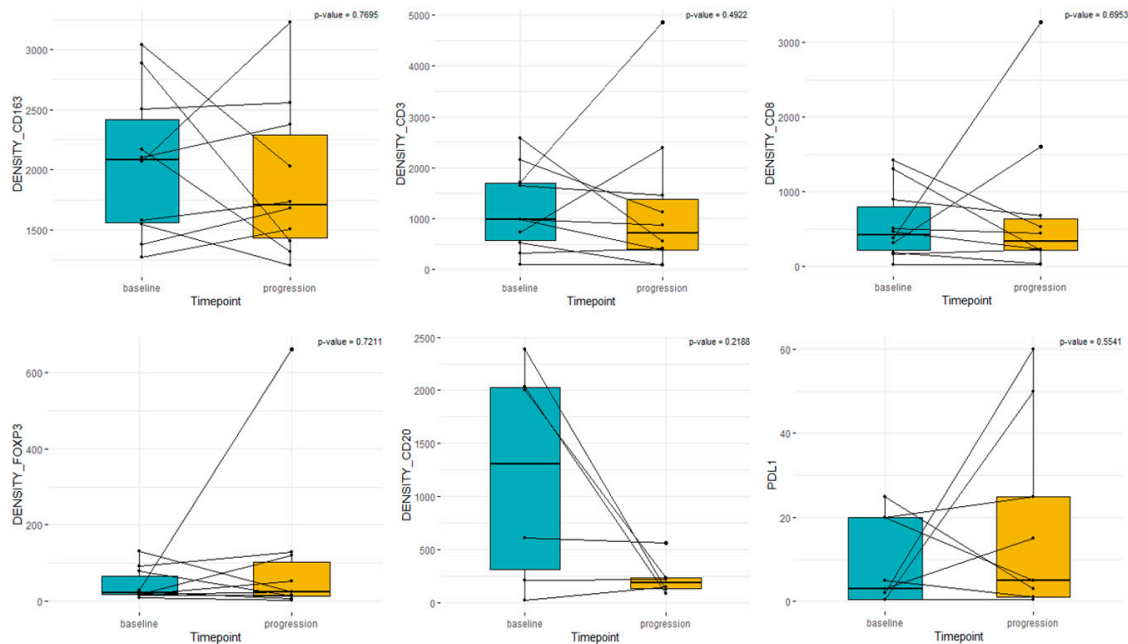 p-value = 0.7695
DENSITY_CD163
3000
2500
2000
1500
baseline
progression
Timepoint
p-value = 0.4922
DENSITY_CD3
5000
4000
3000
2000
1000
0
baseline
progression
Timepoint
p-value = 0.6953
DENSITY_CD8
3000
2000
1000
0
baseline
progression
Timepoint
p-value = 0.7211
DENSITY_FOXP3
600
400
200
0
baseline
progression
Timepoint
p-value = 0.2188
DENSITY_CD20
2500
2000
1500
1000
500
0
baseline
progression
Timepoint
p-value = 0.5541
PDL1
60
40
20
0
baseline
progression
Timepoint